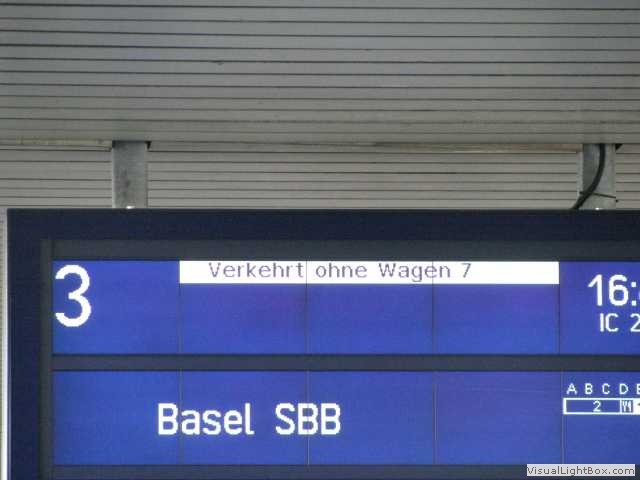 3
Verkehrt ohne Wagen 7
16:
IC 2
A B C D E
2
Basel SBB
VisualLightBox.com